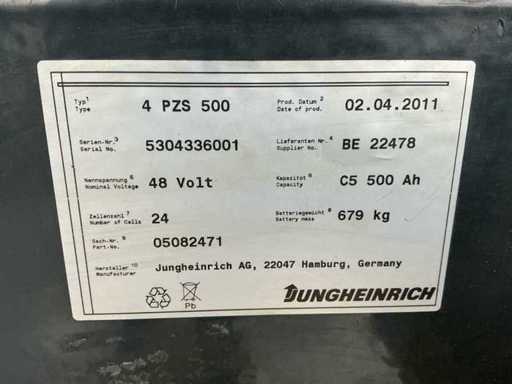 Typ¹ 4 PZS 500 Prod. Datum² 02.04.2011
Type Date of prod.
Serien-Nr.³ 5304336001 Lieferanten Nr.⁴ BE 22478
Serial No. Supplier No.
Nennspannung⁵ 48 Volt Kapazitat⁶ C5 500 Ah
Nominal Voltage Capacity
Zellenzahl⁷ 24 Batteriegewicht⁸ 679 kg
Number of Cells Battery mass
Sach-Nr.⁹ 05082471
Part-No.
Hersteller¹⁰ Jungheinrich AG, 22047 Hamburg, Germany
Manufacturer
Pb
JUNGHEINRICH